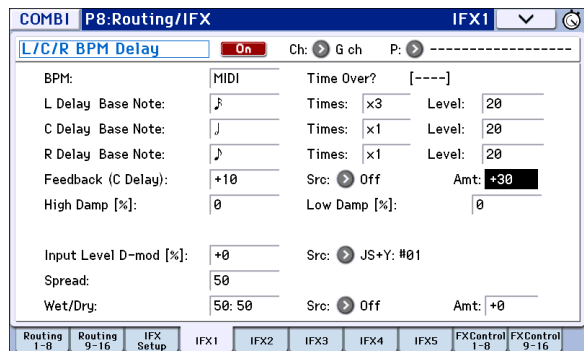 COMBI P8:Routing/IFX IFX1
L/C/R BPM Delay On Ch: G ch P: ------------------
BPM: MIDI Time Over? [----]
L Delay Base Note: Times: x3 Level: 20
C Delay Base Note: Times: x1 Level: 20
R Delay Base Note: Times: x1 Level: 20
Feedback (C Delay): +10 Src: Off Amt: +30
High Damp [%]: 0 Low Damp [%]: 0
Input Level D-mod [%]: +0 Src: JS+Y: #01
Spread: 50
Wet/Dry: 50: 50 Src: Off Amt: +0
Routing 1-8 Routing 9-16 IFX Setup IFX1 IFX2 IFX3 IFX4 IFX5 FXControl 1-8 FXControl 9-16